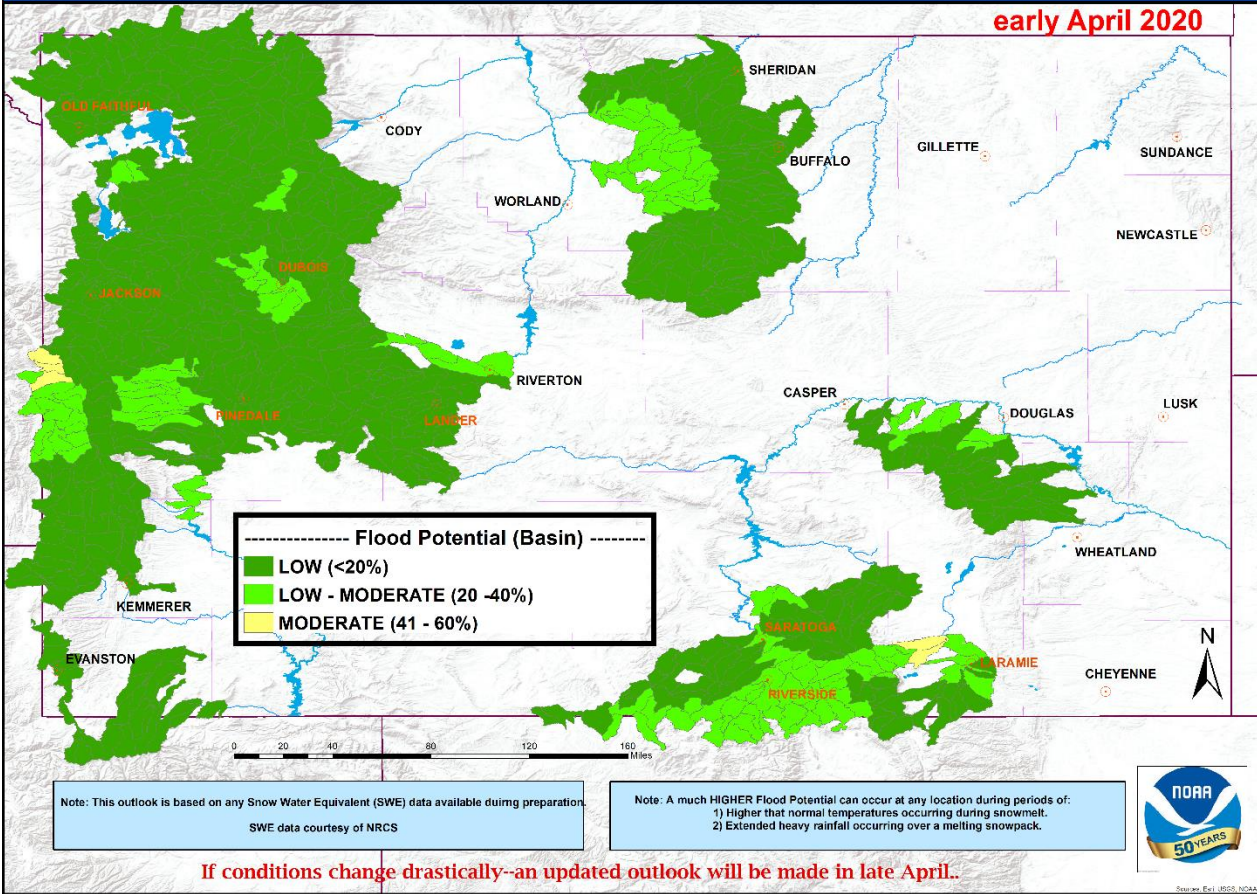 early April 2020
SHERIDAN
OLD FAITHFUL
CODY
BUFFALO
GILLETTE
SUNDANCE
WORLAND
NEWCASTLE
DUBOIS
JACKSON
RIVERTON
CASPER
DOUGLAS
LUSK
PINEDALE
LANDER
-------------- Flood Potential (Basin) -------
LOW (<20%)
LOW - MODERATE (20 -40%)
MODERATE (41 - 60%)
WHEATLAND
KEMMERER
SARATOGA
EVANSTON
LARAMIE
RIVERSIDE
CHEYENNE
N
0 20 40 80 120 160
Miles
Note: This outlook is based on any Snow Water Equivalent (SWE) data available duirng preparation.
SWE data courtesy of NRCS
Note: A much HIGHER Flood Potential can occur at any location during periods of:
1) Higher that normal temperatures occurring during snowmelt.
2) Extended heavy rainfall occurring over a melting snowpack.
NOAA
50 YEARS
If conditions change drastically--an updated outlook will be made in late April..
Sources: Esri, USGS, NOAA